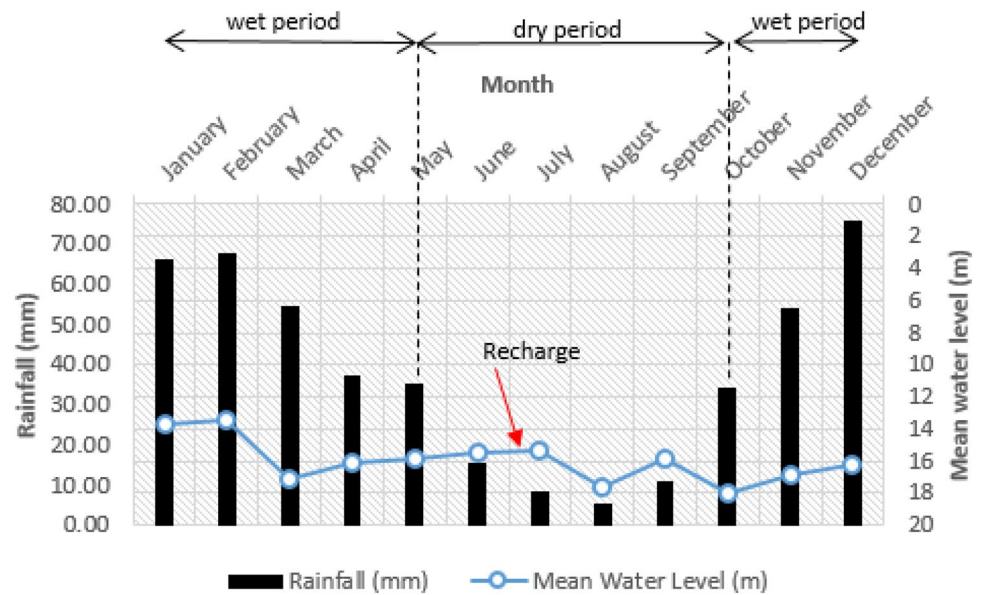 wet period
dry period
wet period
Month
January
February
March
April
May
June
July
August
September
October
November
December
80.00
70.00
60.00
50.00
40.00
30.00
20.00
10.00
0.00
Rainfall (mm)
Recharge
0
2
4
6
8
10
12
14
16
18
20
Mean water level (m)
Rainfall (mm)
Mean Water Level (m)